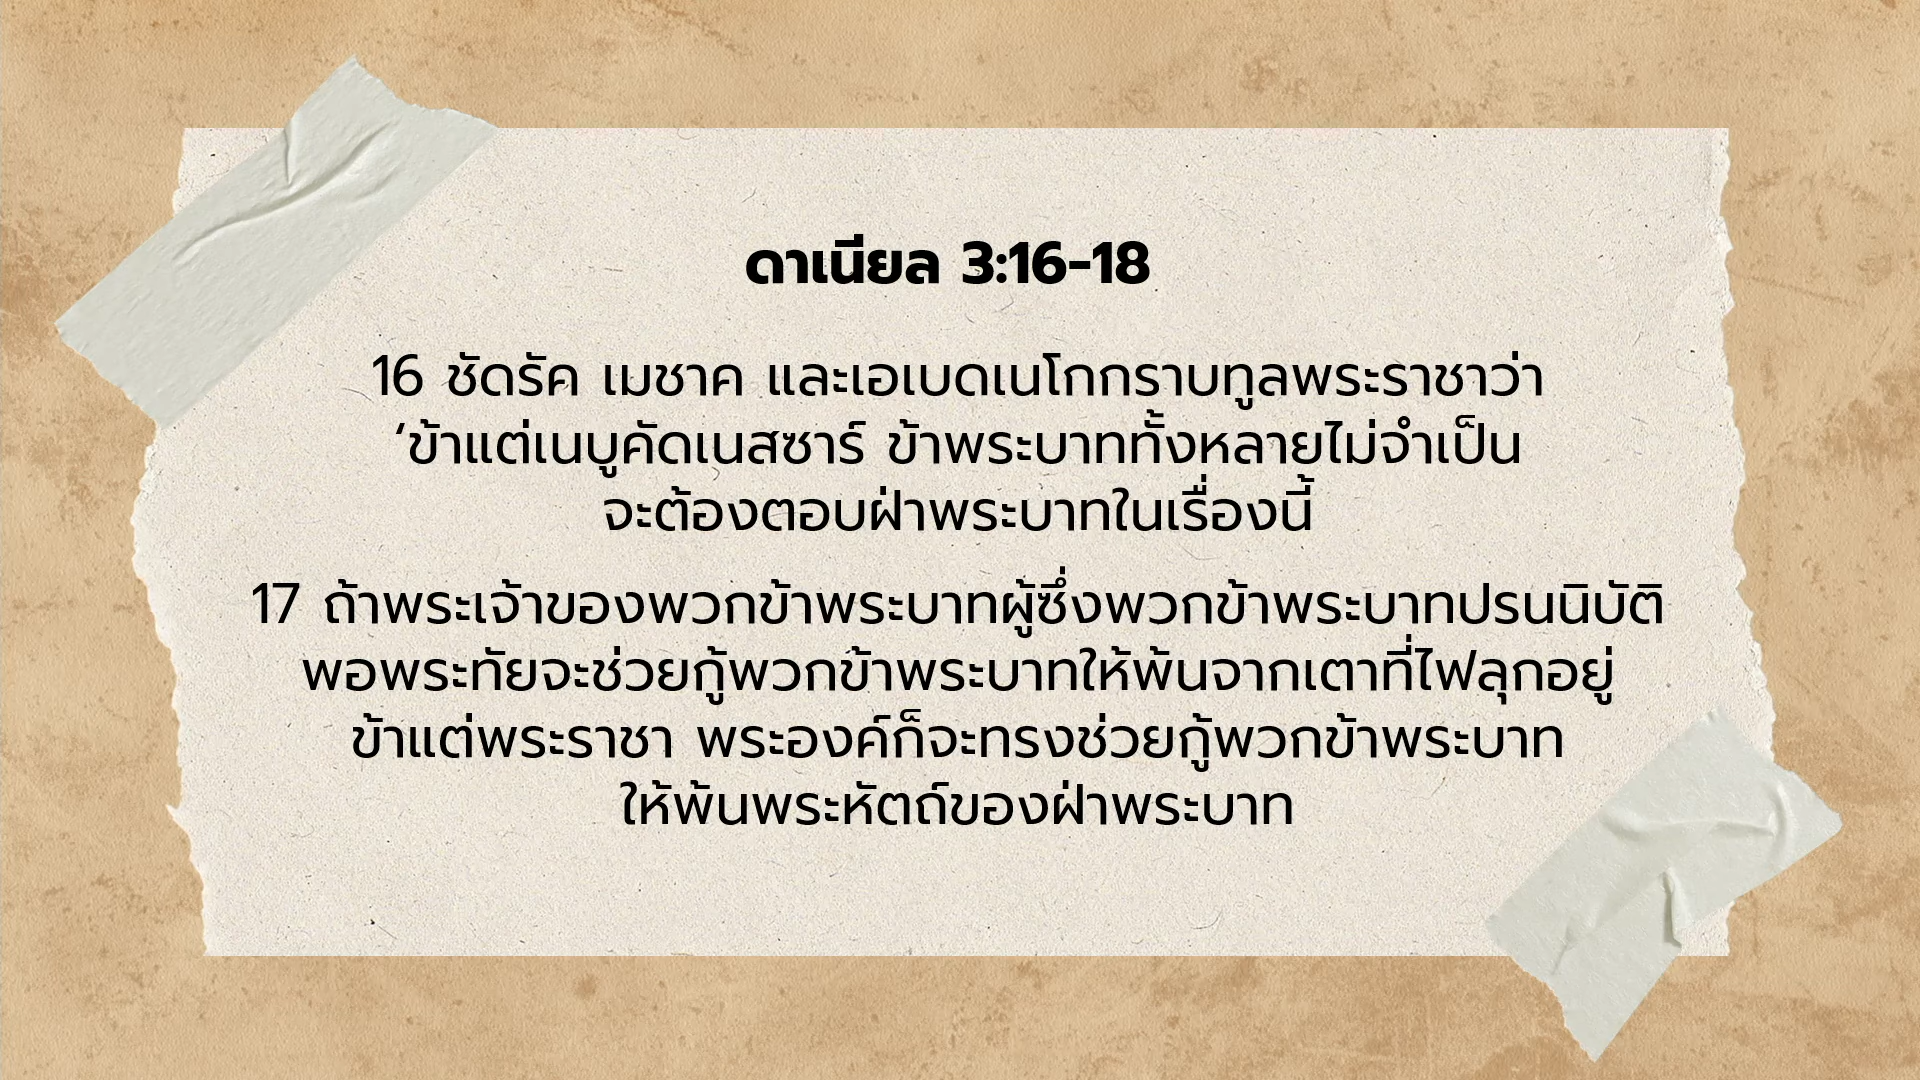 ดาเนียล 3:16-18
16 ชัดรัค เมชาค และเอเบดเนโกกราบทูลพระราชาว่า
‘ข้าแต่เนบูคัดเนสซาร์ ข้าพระบาททั้งหลายไม่จำเป็น
จะต้องตอบฝ่าพระบาทในเรื่องนี้
17 ถ้าพระเจ้าของพวกข้าพระบาทผู้ซึ่งพวกข้าพระบาทปรนนิบัติ
พอพระทัยจะช่วยกู้พวกข้าพระบาทให้พ้นจากเตาที่ไฟลุกอยู่
ข้าแต่พระราชา พระองค์ก็จะทรงช่วยกู้พวกข้าพระบาท
ให้พ้นพระหัตถ์ของฝ่าพระบาท